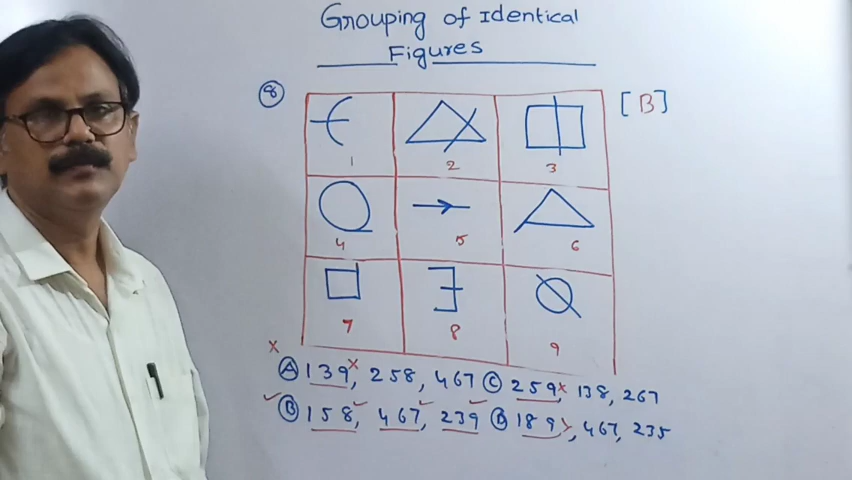 Grouping of Identical
Figures
8 [B]
1 2 3
4 5 6
7 8 9
A 139, 258, 467 C 259, 138, 267
B 158, 467, 239 D 189, 467, 235